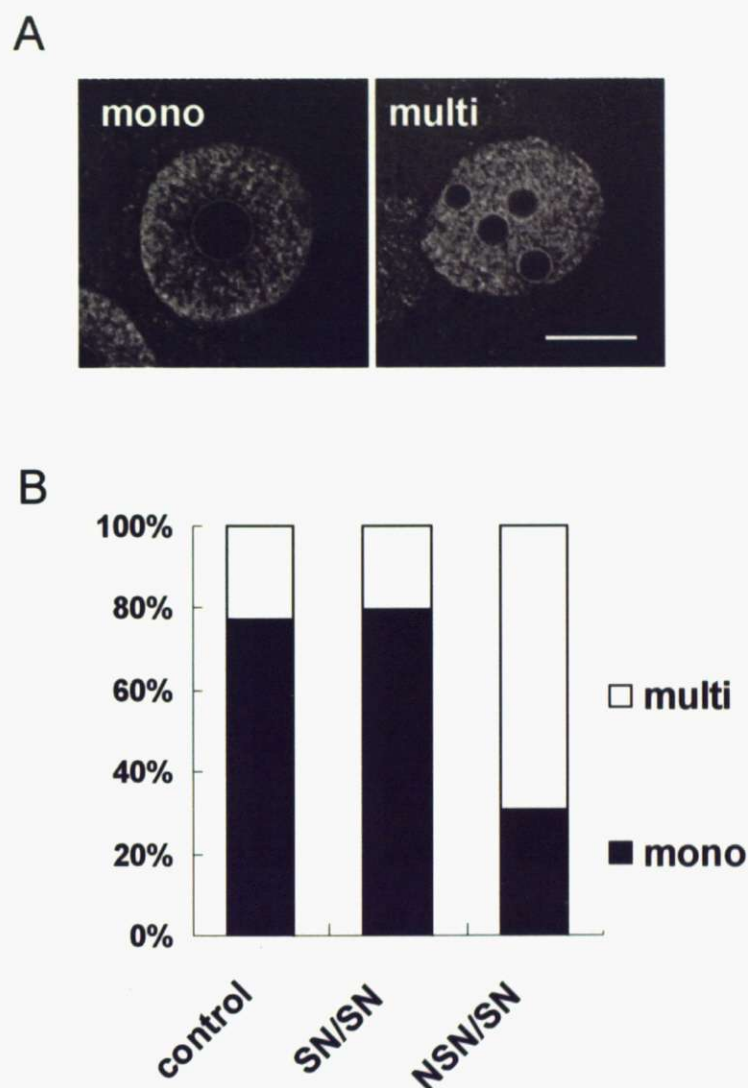 A
mono
multi
B
100%
80%
60%
40%
20%
0%
multi
mono
control
SN/SN
NSN/SN